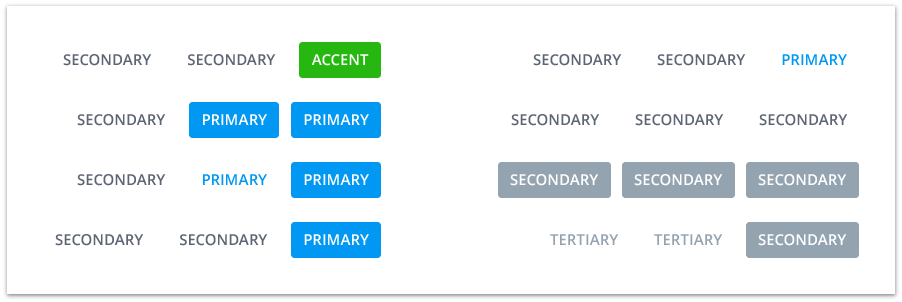 SECONDARY SECONDARY ACCENT
SECONDARY PRIMARY PRIMARY
SECONDARY PRIMARY PRIMARY
SECONDARY SECONDARY PRIMARY
SECONDARY SECONDARY PRIMARY
SECONDARY SECONDARY SECONDARY
SECONDARY SECONDARY SECONDARY
TERTIARY TERTIARY SECONDARY